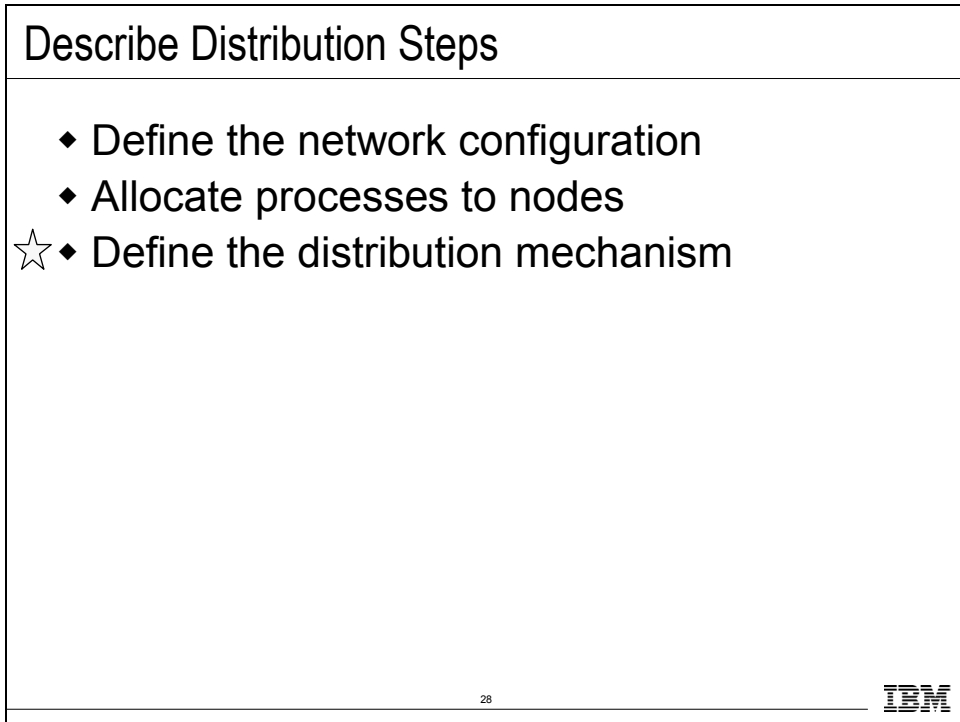 Describe Distribution Steps
◆ Define the network configuration
◆ Allocate processes to nodes
☆ ◆ Define the distribution mechanism
28
IBM